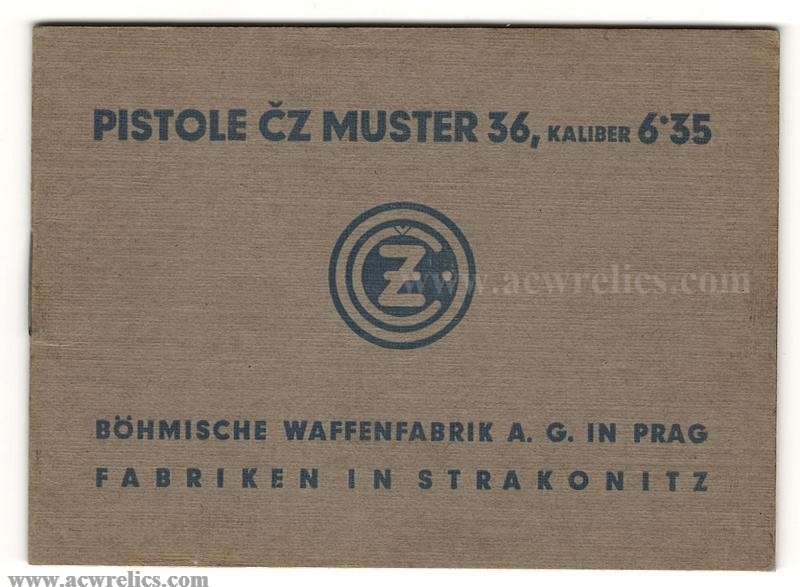 PISTOLE ČZ MUSTER 36, KALIBER 6·35
ČZ
www.acwrelics.com
BÖHMISCHE WAFFENFABRIK A. G. IN PRAG
FABRIKEN IN STRAKONITZ
www.acwrelics.com